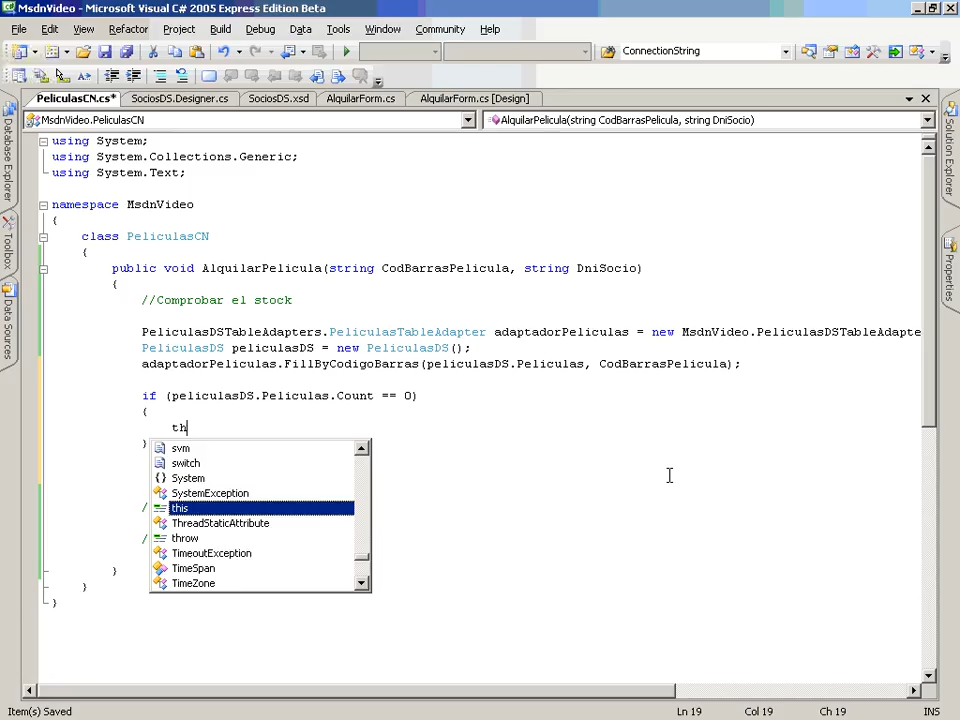 MsdnVideo - Microsoft Visual C# 2005 Express Edition Beta
File Edit View Refactor Project Build Debug Data Tools Window Community Help
ConnectionString
PeliculasCN.cs* SociosDS.Designer.cs SociosDS.xsd AlquilarForm.cs AlquilarForm.cs [Design]
MsdnVideo.PeliculasCN AlquilarPelicula(string CodBarrasPelicula, string DniSocio)
Database Explorer
Toolbox
Data Sources
using System;
using System.Collections.Generic;
using System.Text;
namespace MsdnVideo
{
class PeliculasCN
{
public void AlquilarPelicula(string CodBarrasPelicula, string DniSocio)
{
//Comprobar el stock
PeliculasDSTableAdapters.PeliculasTableAdapter adaptadorPeliculas = new MsdnVideo.PeliculasDSTableAdapte
PeliculasDS peliculasDS = new PeliculasDS();
adaptadorPeliculas.FillByCodigoBarras(peliculasDS.Peliculas, CodBarrasPelicula);
if (peliculasDS.Peliculas.Count == 0)
{
th
}
svm
switch
System
SystemException
/ this
ThreadStaticAttribute
/ throw
TimeoutException
TimeSpan
TimeZone
}
}
}
Solution Explorer
Properties
Item(s) Saved Ln 19 Col 19 Ch 19 INS